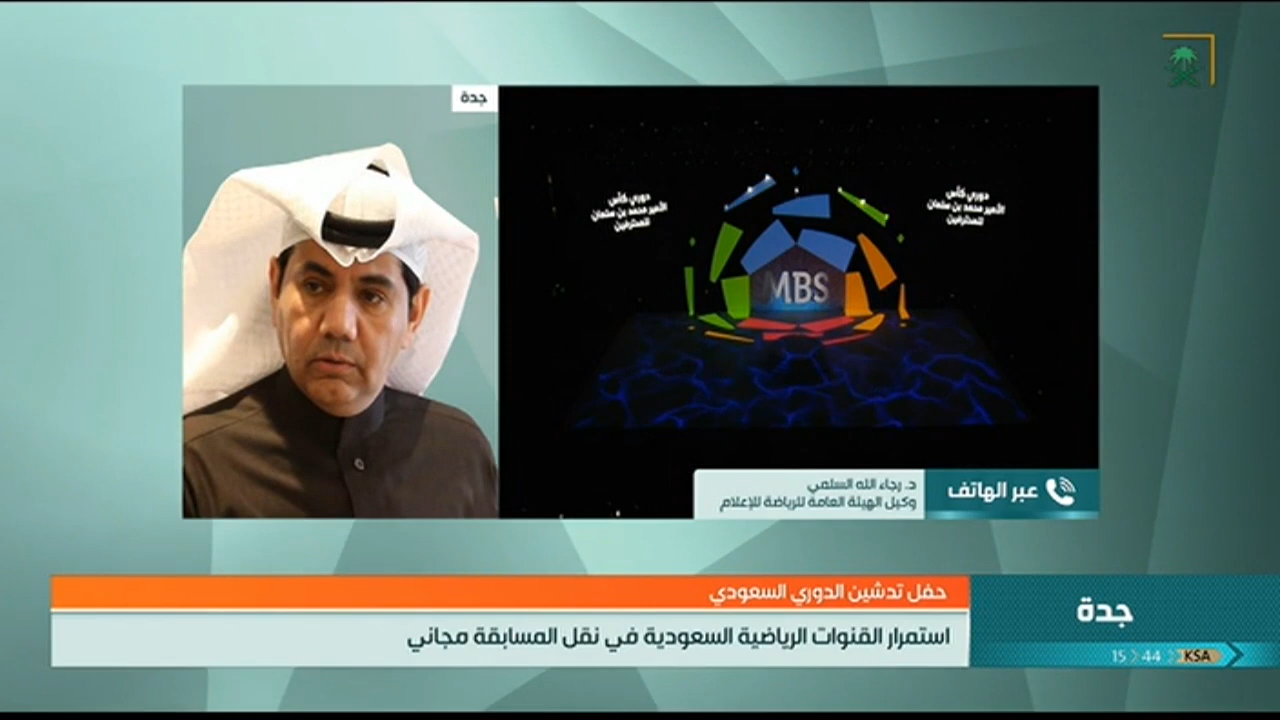 جدة
دوري كأس
الأمير محمد بن سلمان
للمحترفين
دوري كأس
الأمير محمد بن سلمان
للمحترفين
MBS
عبر الهاتف
د. رجاء الله السلمي
وكيل الهيئة العامة للرياضة للإعلام
جدة
حفل تدشين الدوري السعودي
استمرار القنوات الرياضية السعودية في نقل المسابقة مجاني
15 44 KSA